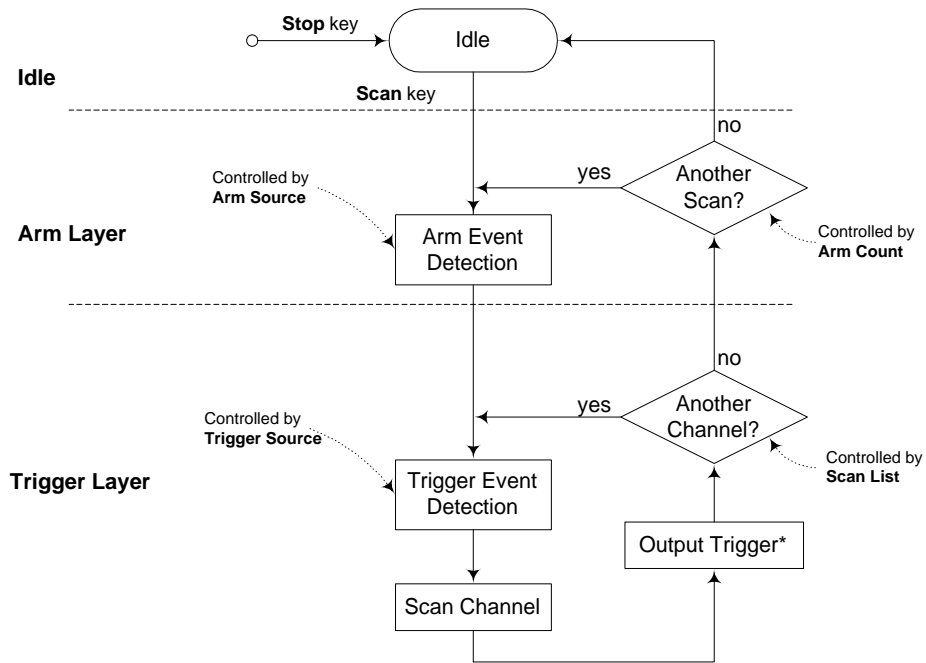 Stop key
Idle
Idle
Scan key
no
Controlled by
Arm Source
yes
Another
Scan?
Arm Layer
Arm Event
Detection
Controlled by
Arm Count
no
Controlled by
Trigger Source
yes
Another
Channel?
Controlled by
Scan List
Trigger Layer
Trigger Event
Detection
Output Trigger*
Scan Channel